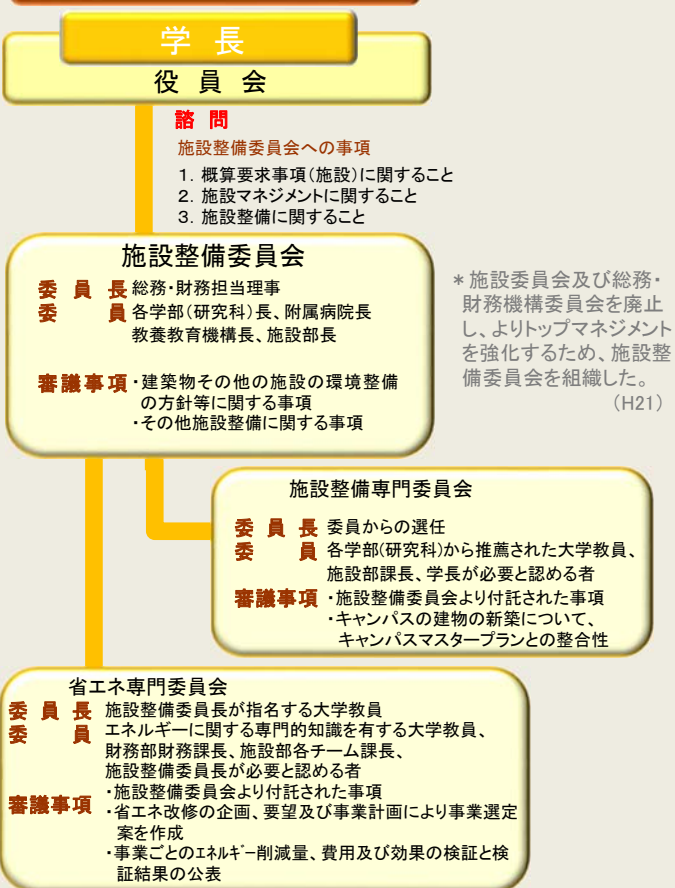 学 長
役 員 会
諮 問
施設整備委員会への事項
1. 概算要求事項(施設)に関すること
2. 施設マネジメントに関すること
3. 施設整備に関すること
施設整備委員会
委 員 長 総務・財務担当理事
委 員 各学部(研究科)長、附属病院長
教養教育機構長、施設部長
審議事項 ・建築物その他の施設の環境整備
の方針等に関する事項
・その他施設整備に関する事項
*施設委員会及び総務・
財務機構委員会を廃止
し、よりトップマネジメント
を強化するため、施設整
備委員会を組織した。
(H21)
施設整備専門委員会
委 員 長 委員からの選任
委 員 各学部(研究科)から推薦された大学教員、
施設部課長、学長が必要と認める者
審議事項 ・施設整備委員会より付託された事項
・キャンパスの建物の新築について、
キャンパスマスタープランとの整合性
省エネ専門委員会
委 員 長 施設整備委員長が指名する大学教員
委 員 エネルギーに関する専門的知識を有する大学教員、
財務部財務課長、施設部各チーム課長、
施設整備委員長が必要と認める者
審議事項 ・施設整備委員会より付託された事項
・省エネ改修の企画、要望及び事業計画により事業選定
案を作成
・事業ごとのエネルギー削減量、費用及び効果の検証と検
証結果の公表